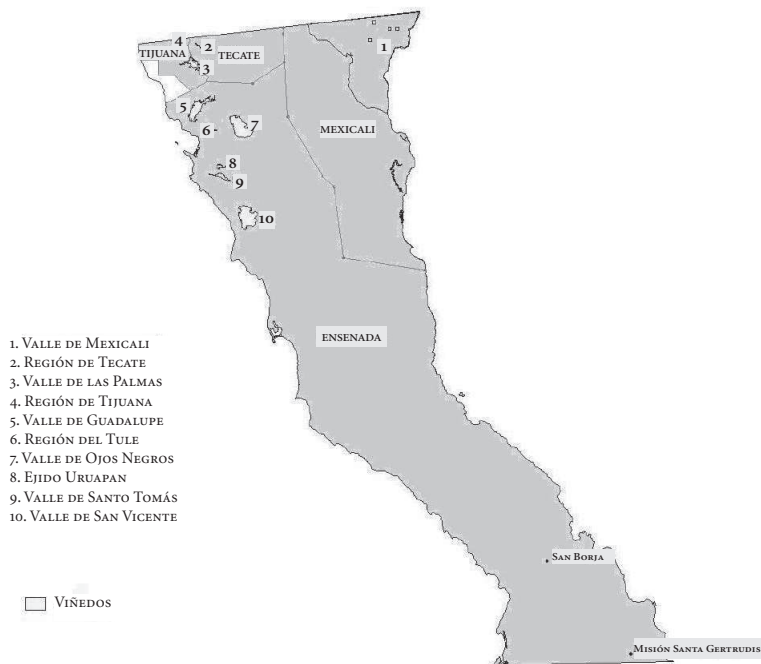 4
TIJUANA
2
TECATE
3
1
5
6
7
MEXICALI
8
9
10
ENSENADA
1. Valle de Mexicali
2. Región de Tecate
3. Valle de las Palmas
4. Región de Tijuana
5. Valle de Guadalupe
6. Región del Tule
7. Valle de Ojos Negros
8. Ejido Uruapan
9. Valle de Santo Tomás
10. Valle de San Vicente
Viñedos
San Borja
Misión Santa Gertrudis